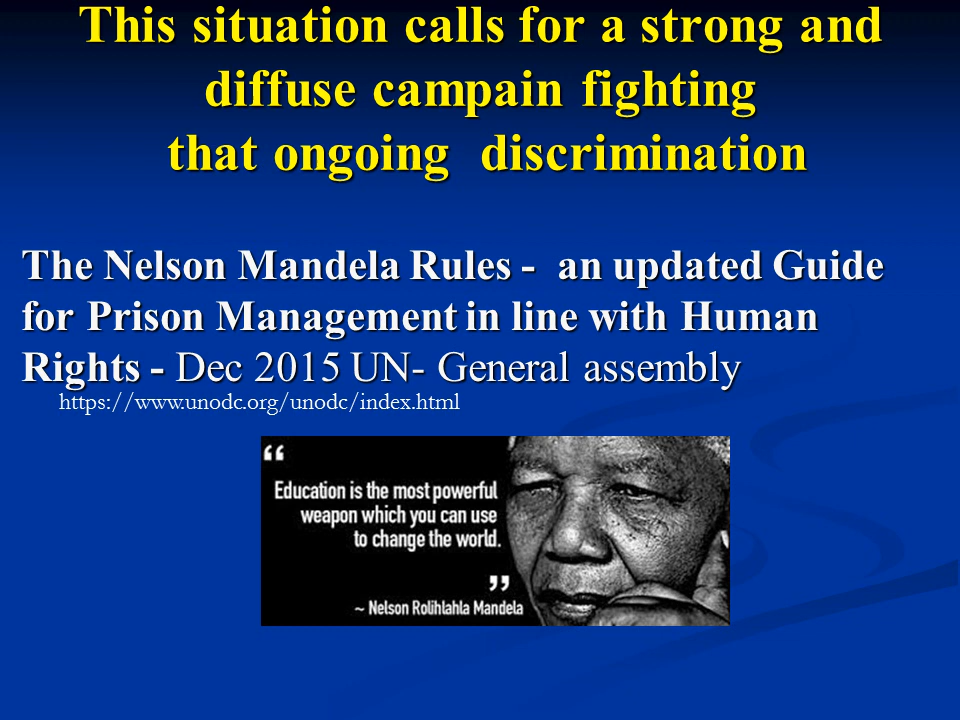 This situation calls for a strong and
diffuse campain fighting
that ongoing discrimination
The Nelson Mandela Rules - an updated Guide
for Prison Management in line with Human
Rights - Dec 2015 UN- General assembly
https://www.unodc.org/unodc/index.html
“
Education is the most powerful
weapon which you can use
to change the world.
”
~ Nelson Rolihlahla Mandela